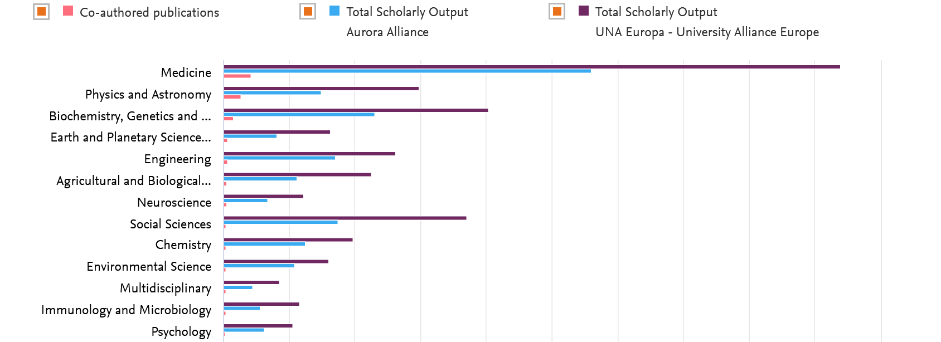 Co-authored publications
Total Scholarly Output
Aurora Alliance
Total Scholarly Output
UNA Europa - University Alliance Europe
Medicine
Physics and Astronomy
Biochemistry, Genetics and ...
Earth and Planetary Science...
Engineering
Agricultural and Biological...
Neuroscience
Social Sciences
Chemistry
Environmental Science
Multidisciplinary
Immunology and Microbiology
Psychology